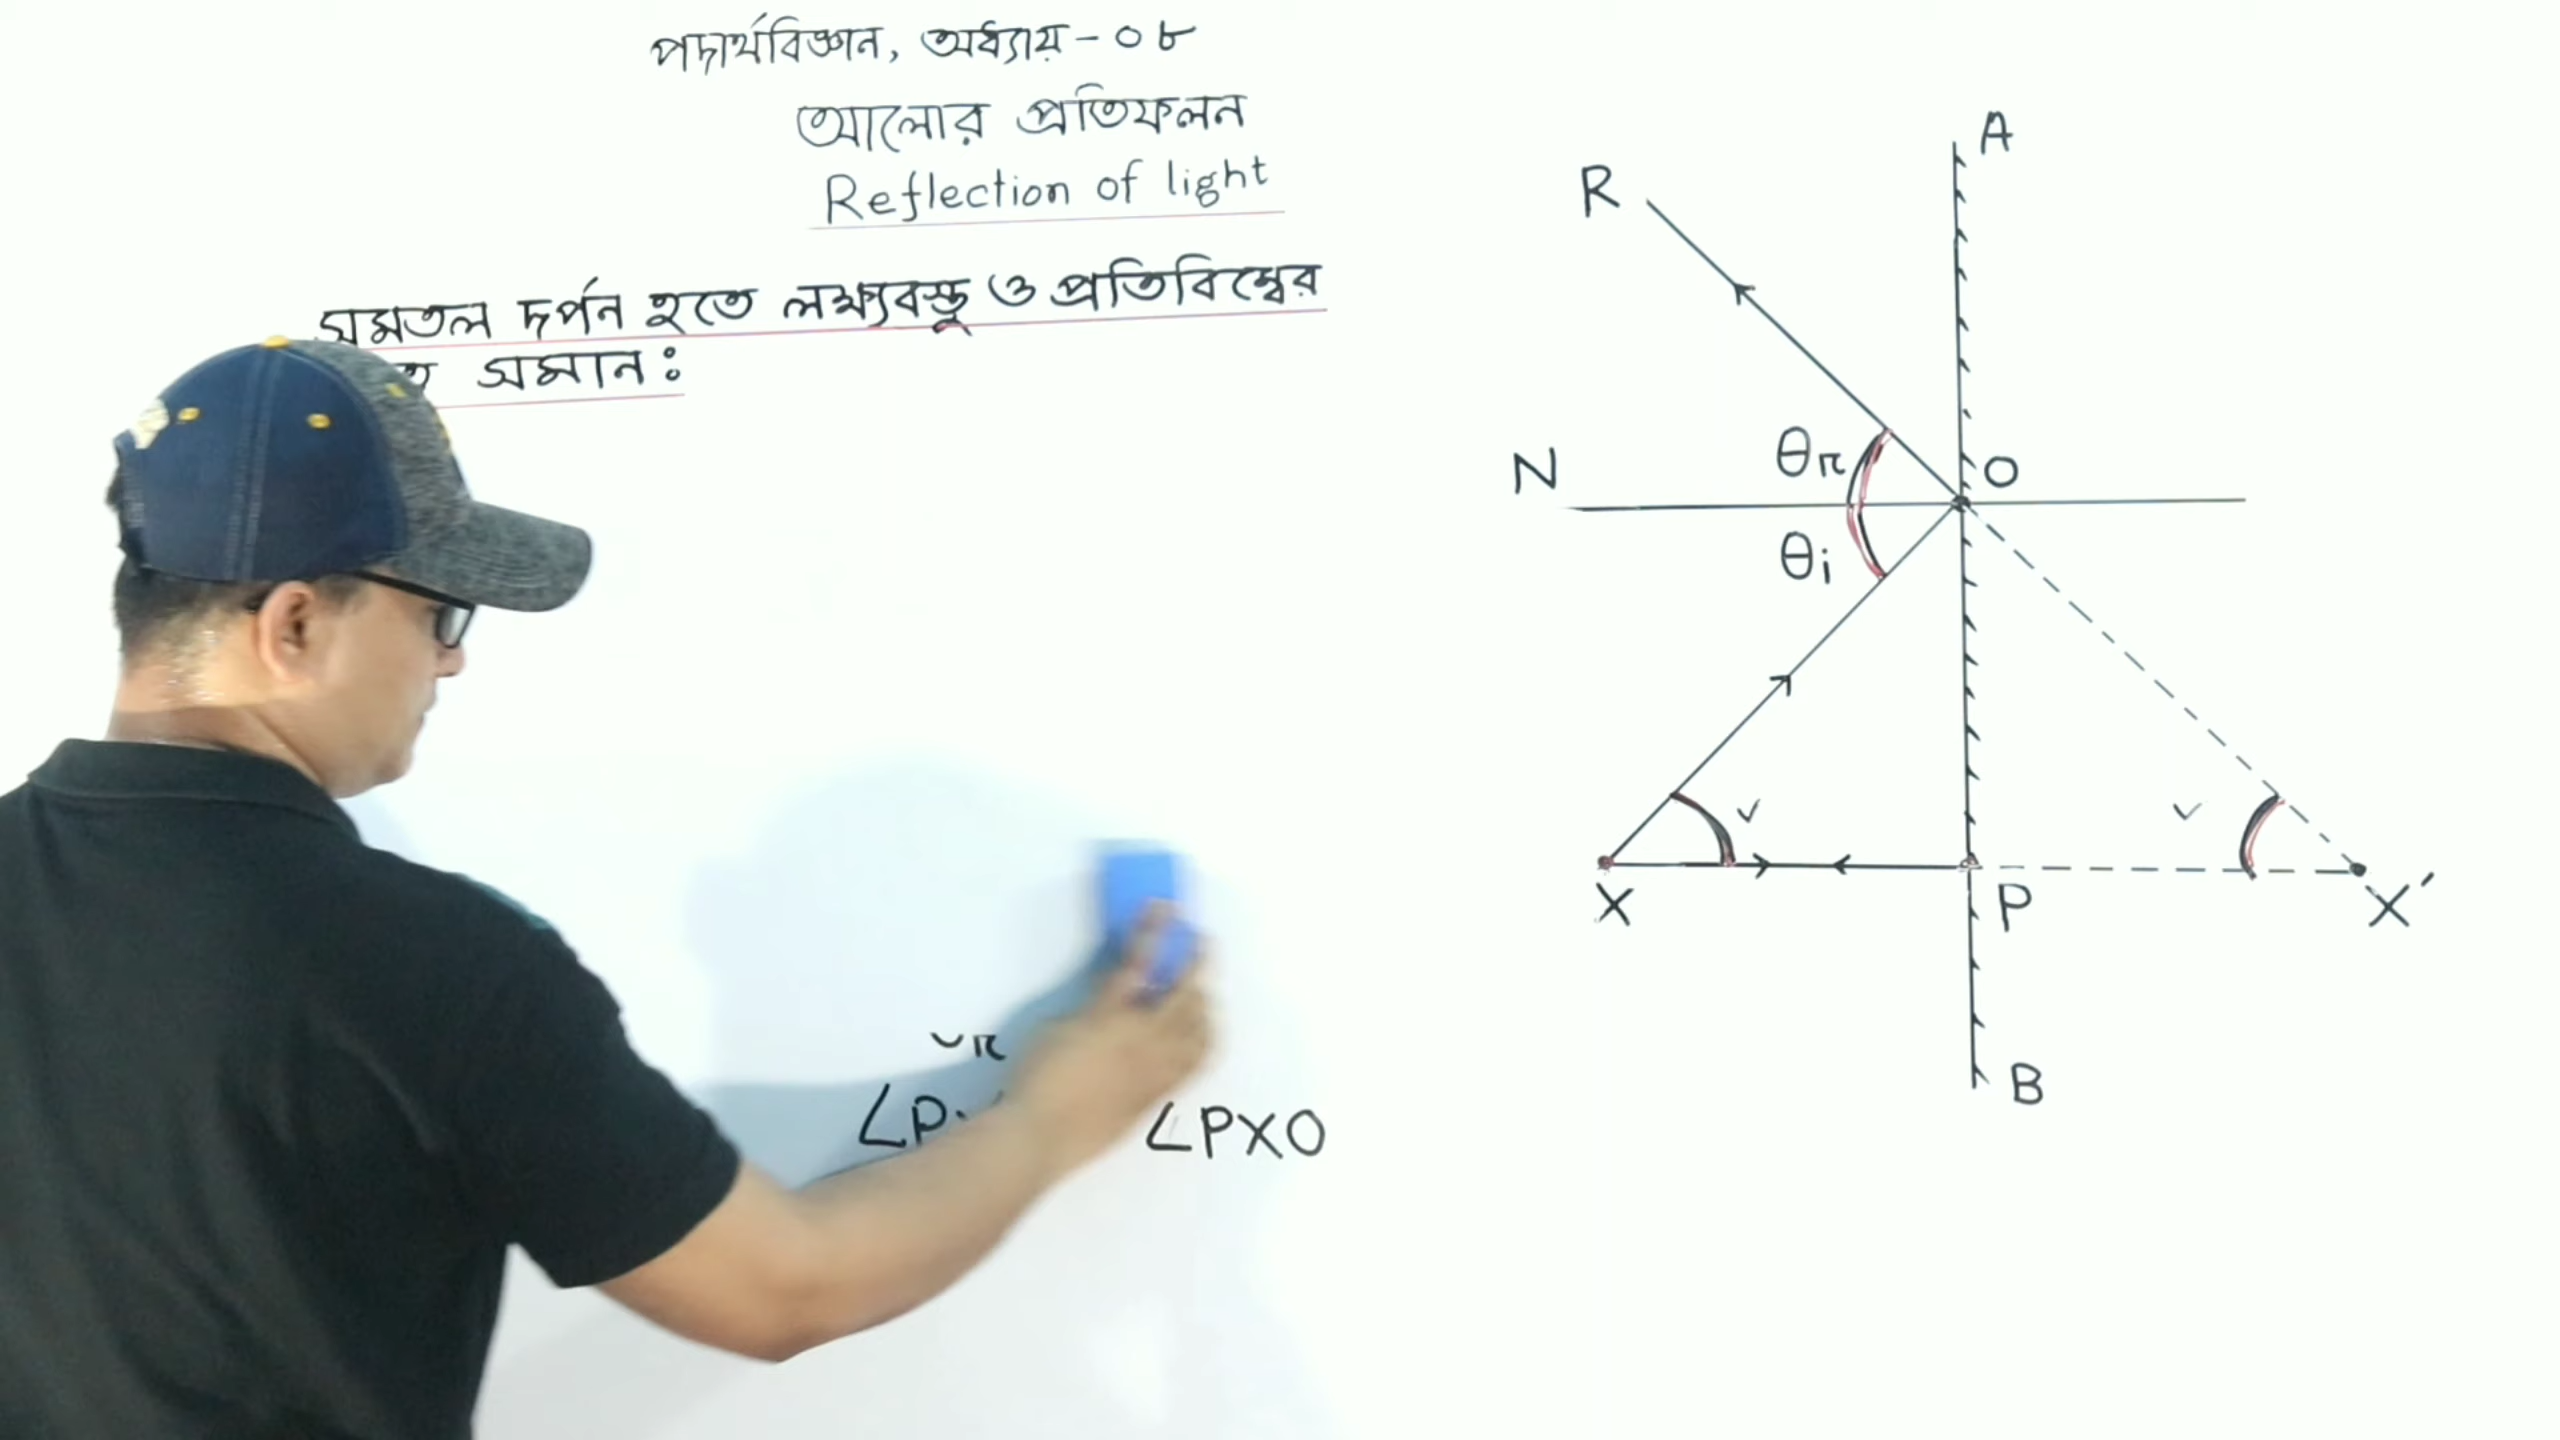 পদার্থবিজ্ঞান, অধ্যায় - ০৮
আলোর প্রতিফলন
Reflection of light
সমতল দর্পন হতে লক্ষ্যবস্তু ও প্রতিবিম্বের
সমান ঃ
∠PXO
A
R
θr
N
O
θi
X
P
X′
B